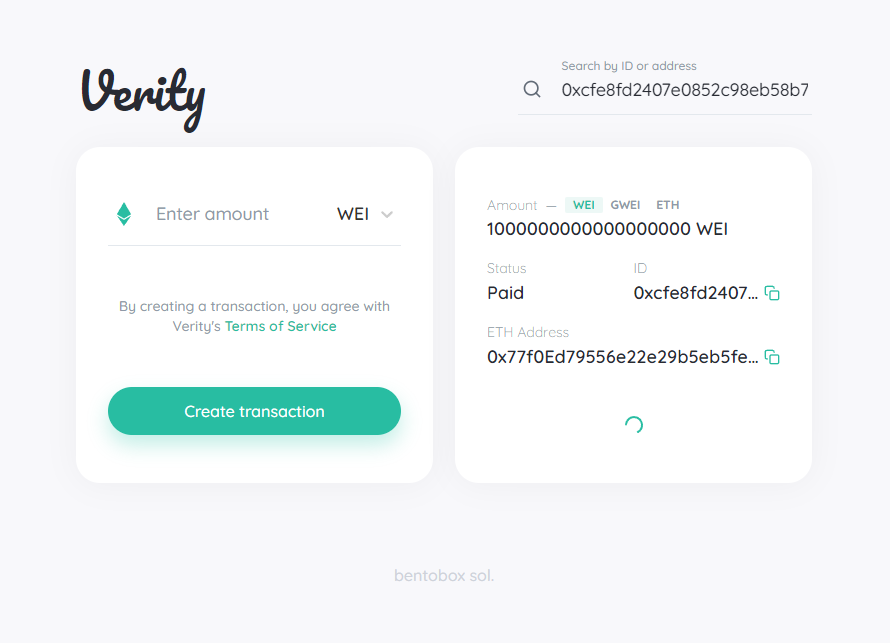 Verity
Search by ID or address
0xcfe8fd2407e0852c98eb58b7
Enter amount
WEI
By creating a transaction, you agree with
Verity's Terms of Service
Create transaction
Amount — WEI GWEI ETH
1000000000000000000 WEI
Status
ID
Paid
0xcfe8fd2407...
ETH Address
0x77f0Ed79556e22e29b5eb5fe...
bentobox sol.